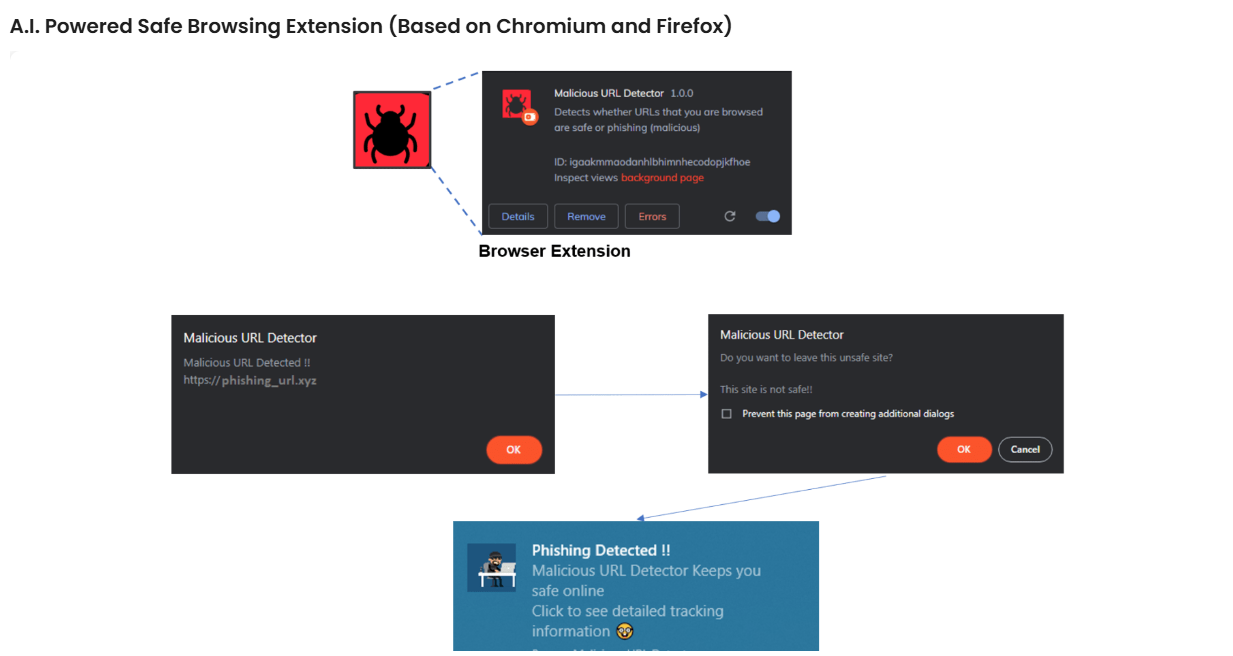 A.I. Powered Safe Browsing Extension (Based on Chromium and Firefox)
Malicious URL Detector 1.0.0
Detects whether URLs that you are browsed
are safe or phishing (malicious)
ID: igaakmmaodanhlbhimnhecodopjkfhoe
Inspect views background page
Details Remove Errors
Browser Extension
Malicious URL Detector
Malicious URL Detected !!
https://phishing_url.xyz
OK
Malicious URL Detector
Do you want to leave this unsafe site?
This site is not safe!!
Prevent this page from creating additional dialogs
OK Cancel
Phishing Detected !!
Malicious URL Detector Keeps you
safe online
Click to see detailed tracking
information